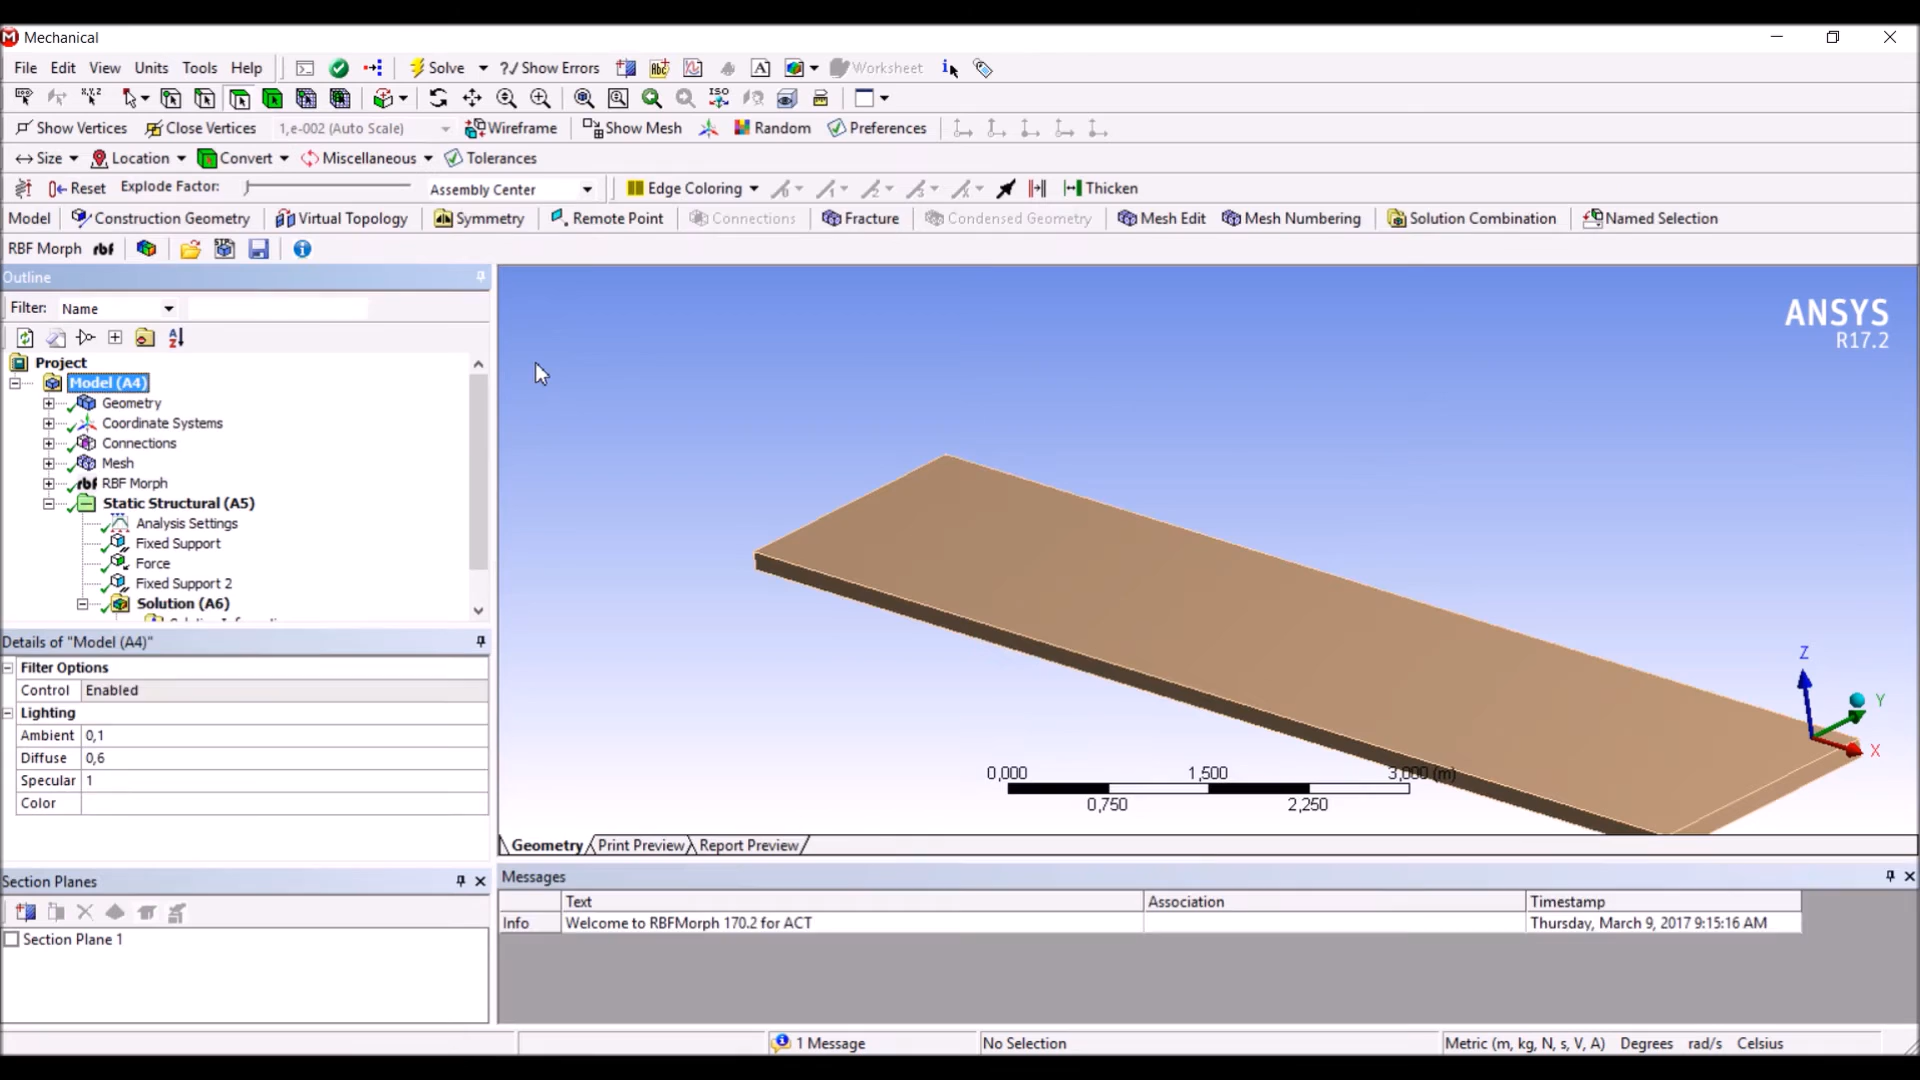 Mechanical
File Edit View Units Tools Help Solve ?/ Show Errors Worksheet
Show Vertices Close Vertices 1,e-002 (Auto Scale) Wireframe Show Mesh Random Preferences
Size Location Convert Miscellaneous Tolerances
Reset Explode Factor: Assembly Center Edge Coloring Thicken
Model Construction Geometry Virtual Topology Symmetry Remote Point Connections Fracture Condensed Geometry Mesh Edit Mesh Numbering Solution Combination Named Selection
RBF Morph rbf
Outline
Filter: Name
Project
Model (A4)
Geometry
Coordinate Systems
Connections
Mesh
rbf RBF Morph
Static Structural (A5)
Analysis Settings
Fixed Support
Force
Fixed Support 2
Solution (A6)
Details of "Model (A4)"
Filter Options
Control Enabled
Lighting
Ambient 0,1
Diffuse 0,6
Specular 1
Color
Section Planes
Section Plane 1
ANSYS
R17.2
Z
Y
X
0,000 1,500 3,000 (m)
0,750 2,250
Geometry Print Preview Report Preview
Messages
Text Association Timestamp
Info Welcome to RBFMorph 170.2 for ACT Thursday, March 9, 2017 9:15:16 AM
1 Message No Selection Metric (m, kg, N, s, V, A) Degrees rad/s Celsius